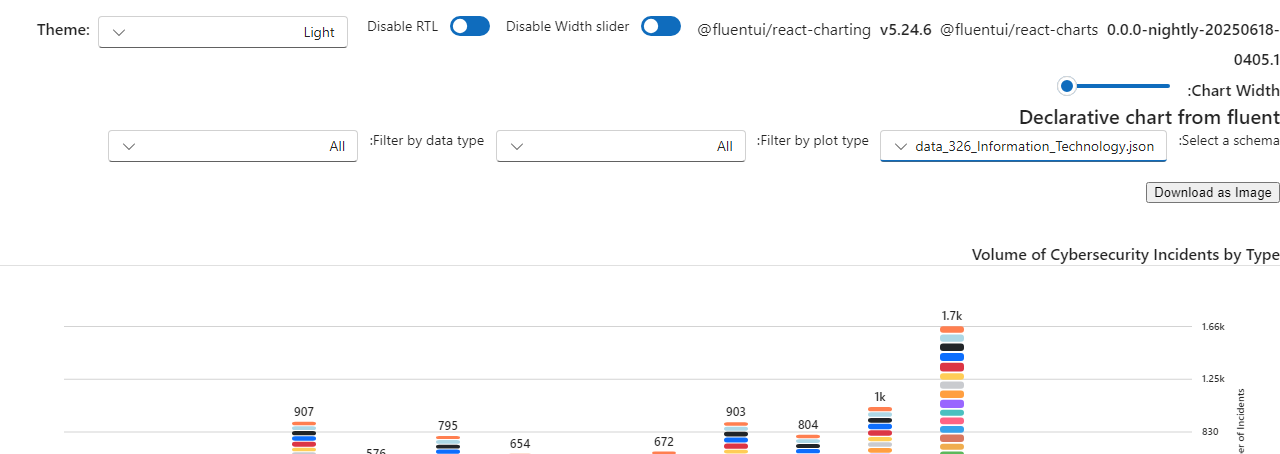 Theme: Light Disable RTL Disable Width slider @fluentui/react-charting v5.24.6 @fluentui/react-charts 0.0.0-nightly-20250618-
0405.1
:Chart Width
Declarative chart from fluent
:Select a schema data_326_Information_Technology.json :Filter by plot type All :Filter by data type All
Download as Image
Volume of Cybersecurity Incidents by Type
1.7k
1.66k
1.25k
1k
907
903
795
804
830
654
672
576
er of Incidents